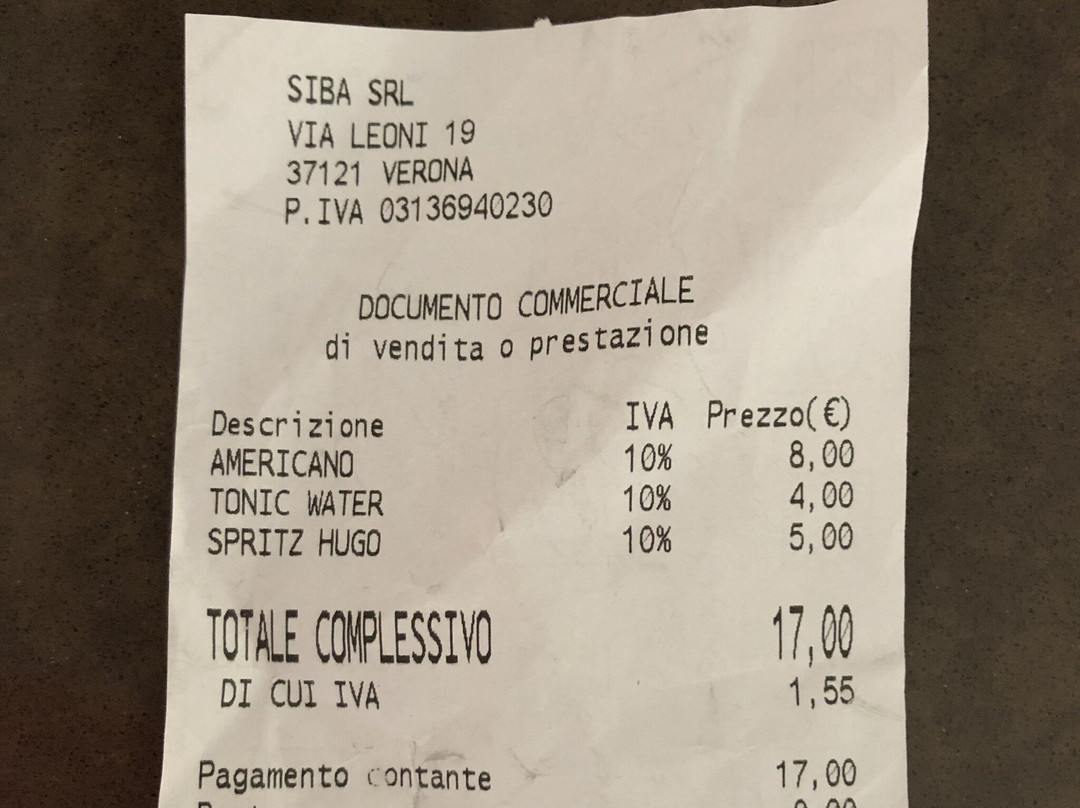 SIBA SRL
VIA LEONI 19
37121 VERONA
P.IVA 03136940230
DOCUMENTO COMMERCIALE
di vendita o prestazione
Descrizione IVA Prezzo(€)
AMERICANO 10% 8,00
TONIC WATER 10% 4,00
SPRITZ HUGO 10% 5,00
TOTALE COMPLESSIVO 17,00
DI CUI IVA 1,55
Pagamento contante 17,00